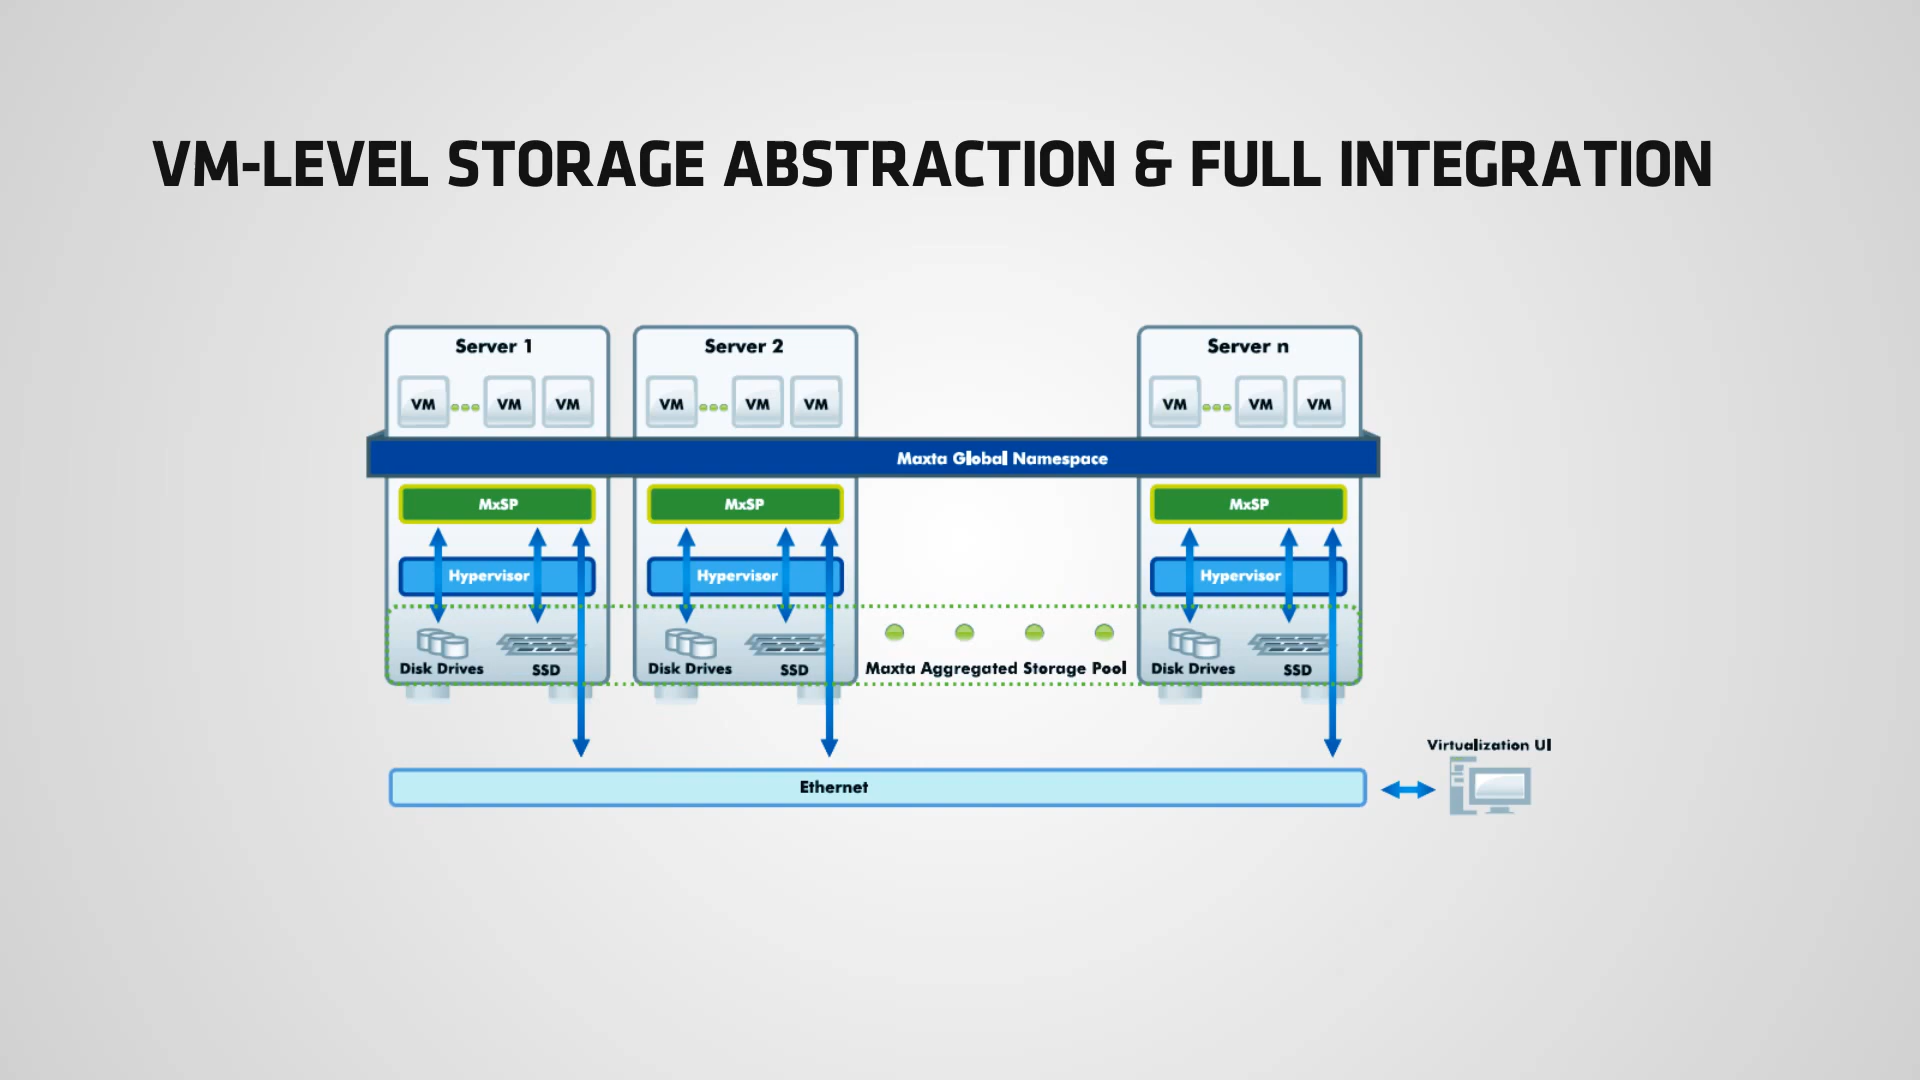 VM-LEVEL STORAGE ABSTRACTION & FULL INTEGRATION
Server 1
Server 2
Server n
VM VM VM
VM VM VM
VM VM VM
Maxta Global Namespace
MxSP
MxSP
MxSP
Hypervisor
Hypervisor
Hypervisor
Disk Drives SSD
Disk Drives SSD
Maxta Aggregated Storage Pool
Disk Drives SSD
Virtualization UI
Ethernet